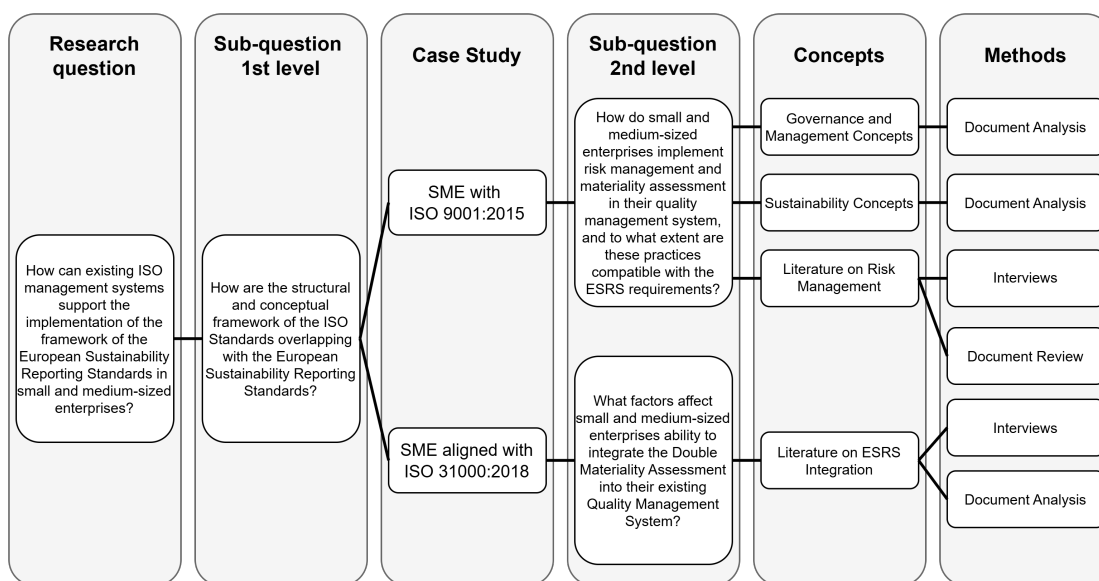 Research
question
Sub-question
1st level
Case Study
Sub-question
2nd level
Concepts
Methods
How can existing ISO
management systems
support the
implementation of the
framework of the
European Sustainability
Reporting Standards in
small and medium-sized
enterprises?
How are the structural
and conceptual
framework of the ISO
Standards overlapping
with the European
Sustainability Reporting
Standards?
SME with
ISO 9001:2015
SME aligned with
ISO 31000:2018
How do small and
medium-sized
enterprises implement
risk management and
materiality assessment
in their quality
management system,
and to what extent are
these practices
compatible with the
ESRS requirements?
What factors affect
small and medium-sized
enterprises ability to
integrate the Double
Materiality Assessment
into their existing
Quality Management
System?
Governance and
Management Concepts
Sustainability Concepts
Literature on Risk
Management
Literature on ESRS
Integration
Document Analysis
Document Analysis
Interviews
Document Review
Interviews
Document Analysis